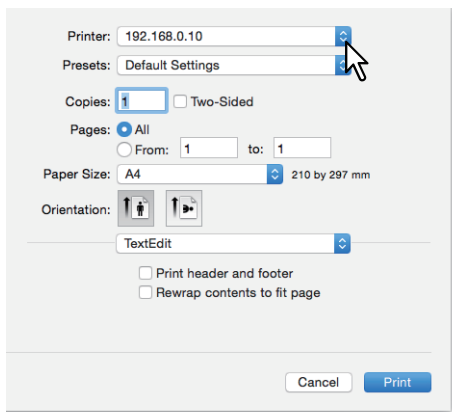 Printer: 192.168.0.10
Presets: Default Settings
Copies: 1 Two-Sided
Pages: All
From: 1 to: 1
Paper Size: A4 210 by 297 mm
Orientation:
TextEdit
Print header and footer
Rewrap contents to fit page
Cancel Print